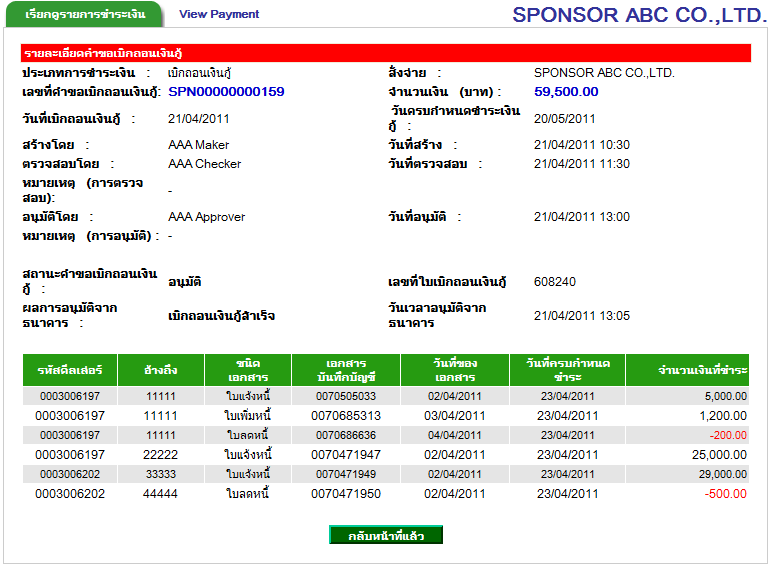 เรียกดูรายการชำระเงิน View Payment SPONSOR ABC CO.,LTD.
รายละเอียดคำขอเบิกถอนเงินกู้
ประเภทการชำระเงิน : เบิกถอนเงินกู้ สั่งจ่าย : SPONSOR ABC CO.,LTD.
เลขที่คำขอเบิกถอนเงินกู้: SPN00000000159 จำนวนเงิน (บาท) : 59,500.00
วันที่เบิกถอนเงินกู้ : 21/04/2011 วันครบกำหนดชำระเงิน
กู้ : 20/05/2011
สร้างโดย : AAA Maker วันที่สร้าง : 21/04/2011 10:30
ตรวจสอบโดย : AAA Checker วันที่ตรวจสอบ : 21/04/2011 11:30
หมายเหตุ (การตรวจ
สอบ): -
อนุมัติโดย : AAA Approver วันที่อนุมัติ : 21/04/2011 13:00
หมายเหตุ (การอนุมัติ) : -
สถานะคำขอเบิกถอนเงิน
กู้ : อนุมัติ เลขที่ใบเบิกถอนเงินกู้ 608240
ผลการอนุมัติจาก
ธนาคาร : เบิกถอนเงินกู้สำเร็จ วันเวลาอนุมัติจาก
ธนาคาร 21/04/2011 13:05
รหัสดีลเลอร์ อ้างถึง ชนิด
เอกสาร เอกสาร
บันทึกบัญชี วันที่ของ
เอกสาร วันที่ครบกำหนด
ชำระ จำนวนเงินที่ชำระ
0003006197 11111 ใบแจ้งหนี้ 0070505033 02/04/2011 23/04/2011 5,000.00
0003006197 11111 ใบเพิ่มหนี้ 0070685313 03/04/2011 23/04/2011 1,200.00
0003006197 11111 ใบลดหนี้ 0070686636 04/04/2011 23/04/2011 -200.00
0003006197 22222 ใบแจ้งหนี้ 0070471947 02/04/2011 23/04/2011 25,000.00
0003006202 33333 ใบแจ้งหนี้ 0070471949 02/04/2011 23/04/2011 29,000.00
0003006202 44444 ใบลดหนี้ 0070471950 02/04/2011 23/04/2011 -500.00
กลับหน้าที่แล้ว